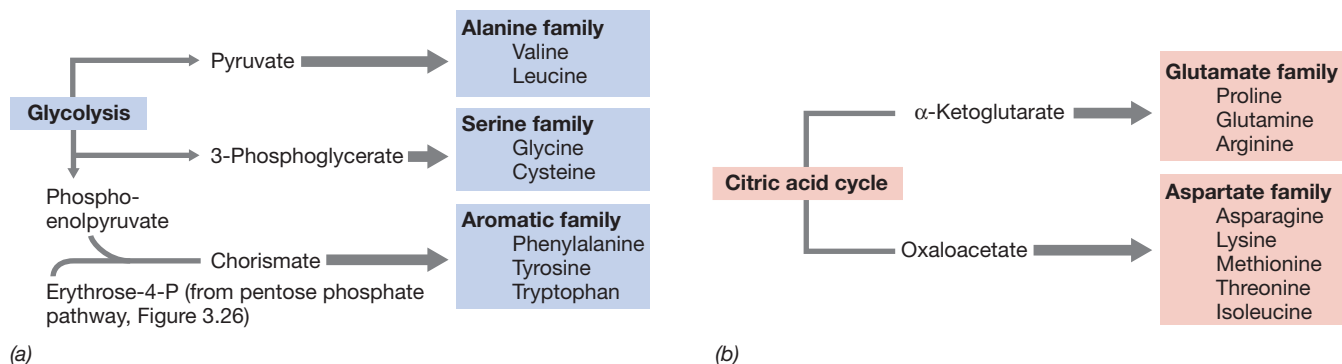 Glycolysis
Pyruvate
Alanine family
Valine
Leucine
3-Phosphoglycerate
Serine family
Glycine
Cysteine
Phospho-
enolpyruvate
Chorismate
Aromatic family
Phenylalanine
Tyrosine
Tryptophan
Erythrose-4-P (from pentose phosphate
pathway, Figure 3.26)
(a)
Citric acid cycle
α-Ketoglutarate
Glutamate family
Proline
Glutamine
Arginine
Oxaloacetate
Aspartate family
Asparagine
Lysine
Methionine
Threonine
Isoleucine
(b)